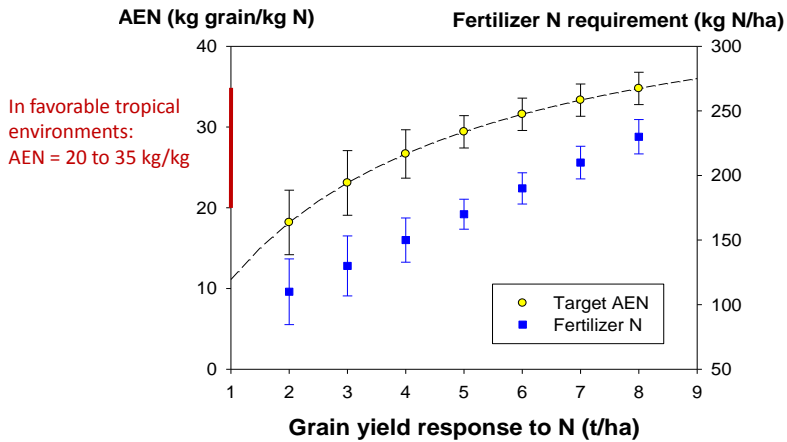 AEN (kg grain/kg N)
Fertilizer N requirement (kg N/ha)
40
30
20
10
0
300
250
200
150
100
50
In favorable tropical
environments:
AEN = 20 to 35 kg/kg
Target AEN
Fertilizer N
1 2 3 4 5 6 7 8 9
Grain yield response to N (t/ha)